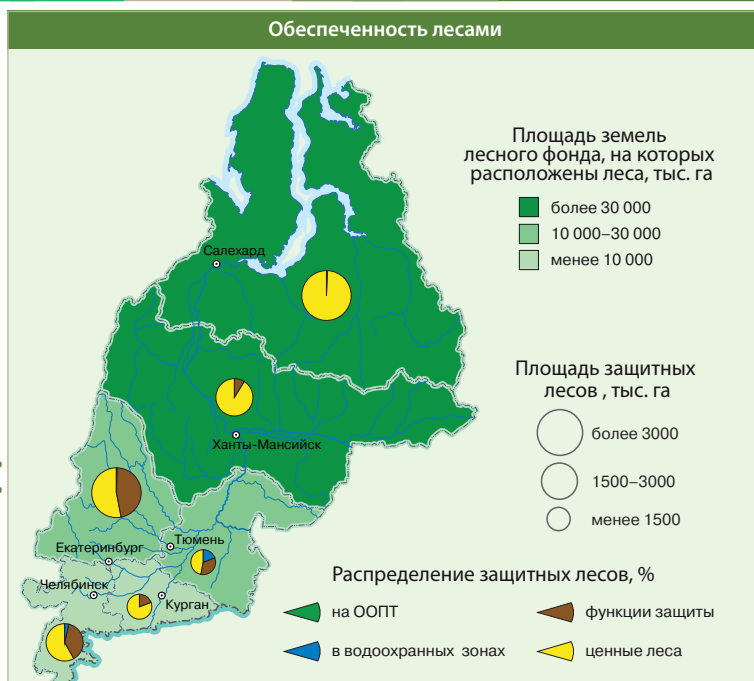 Обеспеченность лесами
Площадь земель
лесного фонда, на которых
расположены леса, тыс. га
более 30 000
10 000–30 000
менее 10 000
Салехард
Ханты-Мансийск
Площадь защитных
лесов , тыс. га
более 3000
1500–3000
менее 1500
Тюмень
Екатеринбург
Челябинск
Курган
Распределение защитных лесов, %
на ООПТ
функции защиты
в водоохранных зонах
ценные леса